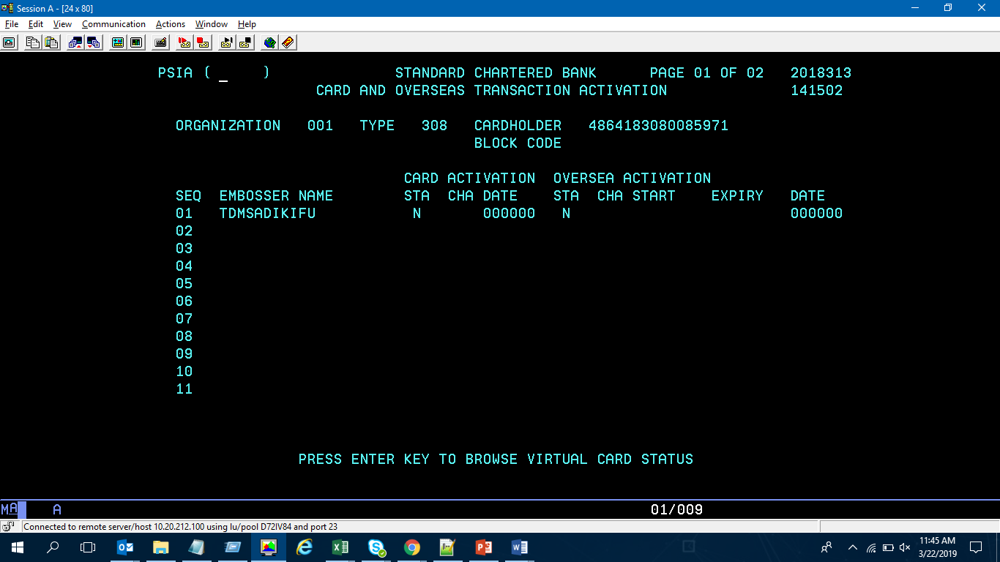 Session A - [24 x 80]
File Edit View Communication Actions Window Help
PSIA ( _ ) STANDARD CHARTERED BANK PAGE 01 OF 02 2018313
CARD AND OVERSEAS TRANSACTION ACTIVATION 141502
ORGANIZATION 001 TYPE 308 CARDHOLDER 4864183080085971
BLOCK CODE
CARD ACTIVATION OVERSEA ACTIVATION
SEQ EMBOSSER NAME STA CHA DATE STA CHA START EXPIRY DATE
01 TDMSADIKIFU N 000000 N 000000
02
03
04
05
06
07
08
09
10
11
PRESS ENTER KEY TO BROWSE VIRTUAL CARD STATUS
MA A 01/009
Connected to remote server/host 10.20.212.100 using lu/pool D72IV84 and port 23
11:45 AM
3/22/2019